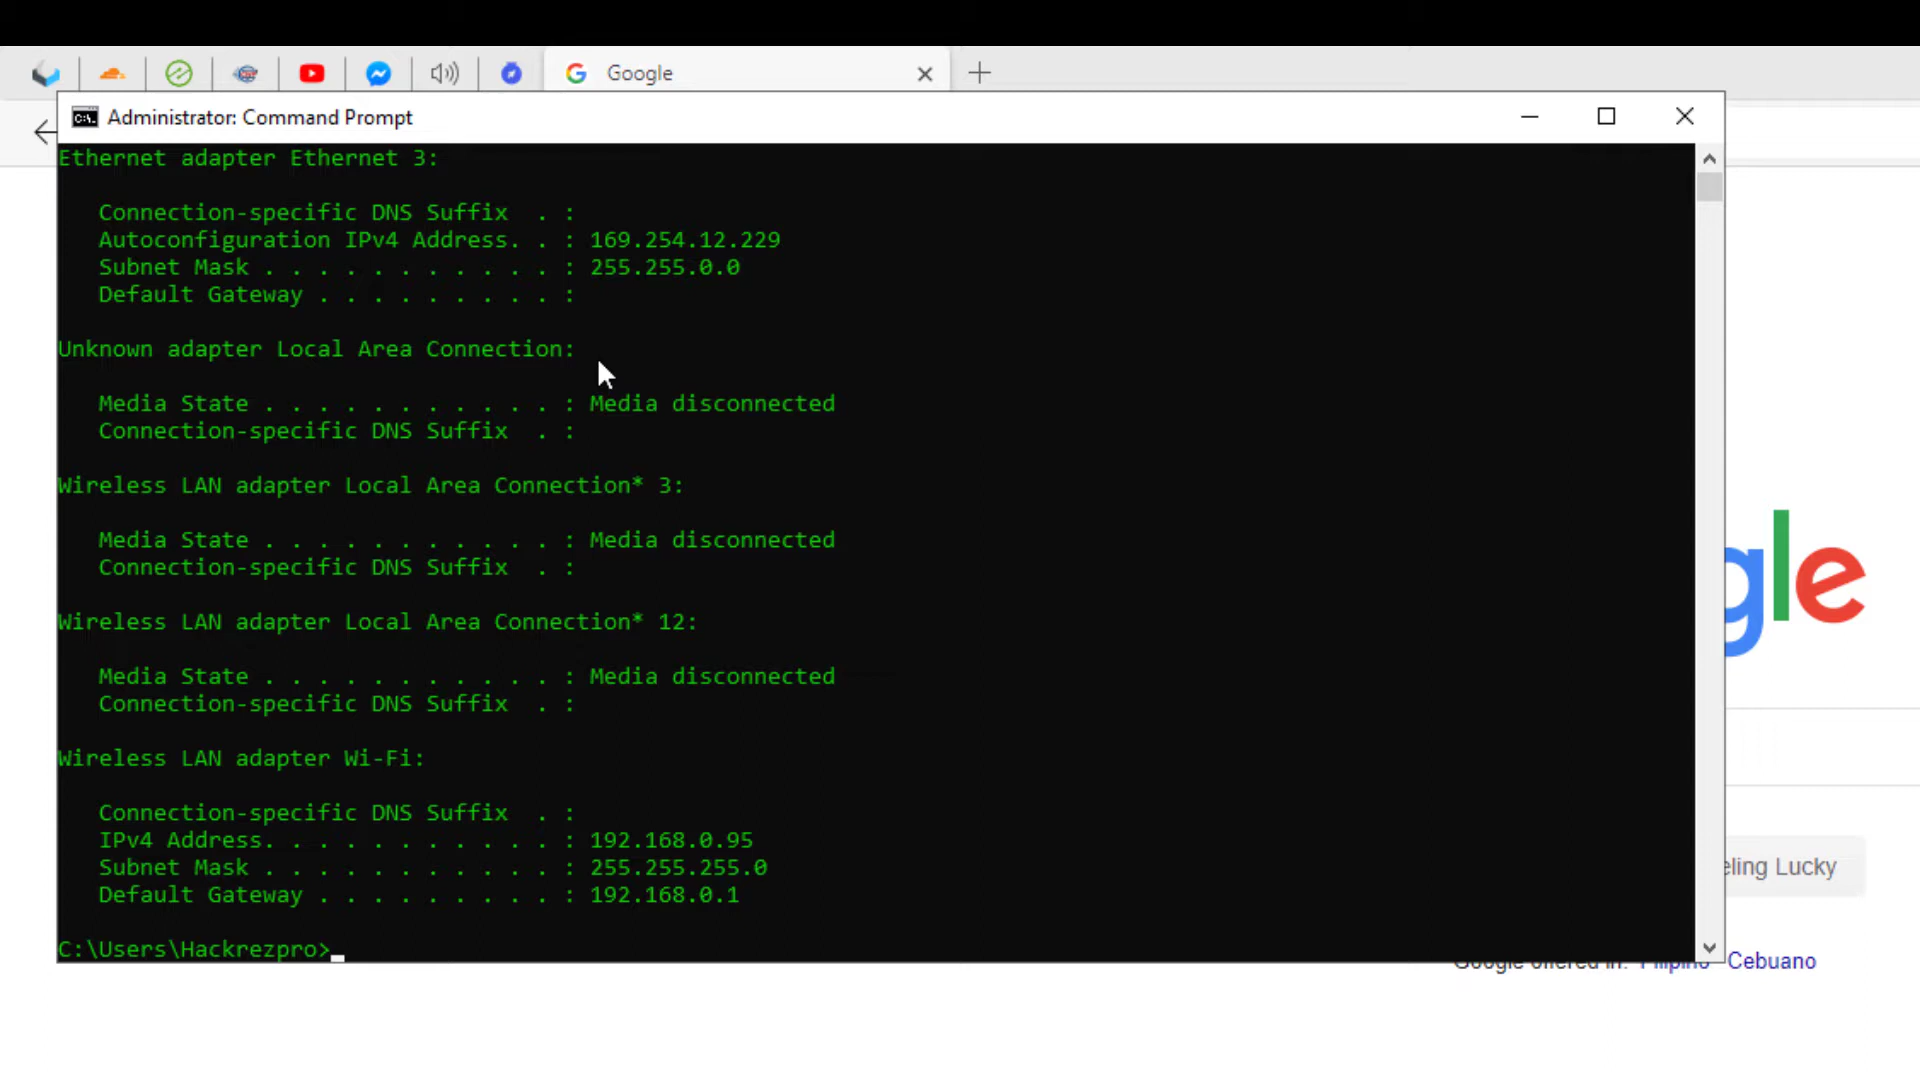 Google
Administrator: Command Prompt
Ethernet adapter Ethernet 3:
Connection-specific DNS Suffix  . :
Autoconfiguration IPv4 Address. . : 169.254.12.229
Subnet Mask . . . . . . . . . . . : 255.255.0.0
Default Gateway . . . . . . . . . :
Unknown adapter Local Area Connection:
Media State . . . . . . . . . . . : Media disconnected
Connection-specific DNS Suffix  . :
Wireless LAN adapter Local Area Connection* 3:
Media State . . . . . . . . . . . : Media disconnected
Connection-specific DNS Suffix  . :
Wireless LAN adapter Local Area Connection* 12:
Media State . . . . . . . . . . . : Media disconnected
Connection-specific DNS Suffix  . :
Wireless LAN adapter Wi-Fi:
Connection-specific DNS Suffix  . :
IPv4 Address. . . . . . . . . . . : 192.168.0.95
Subnet Mask . . . . . . . . . . . : 255.255.255.0
Default Gateway . . . . . . . . . : 192.168.0.1
C:\Users\Hackrezpro>
gle
eling Lucky
Google offered in: Filipino Cebuano